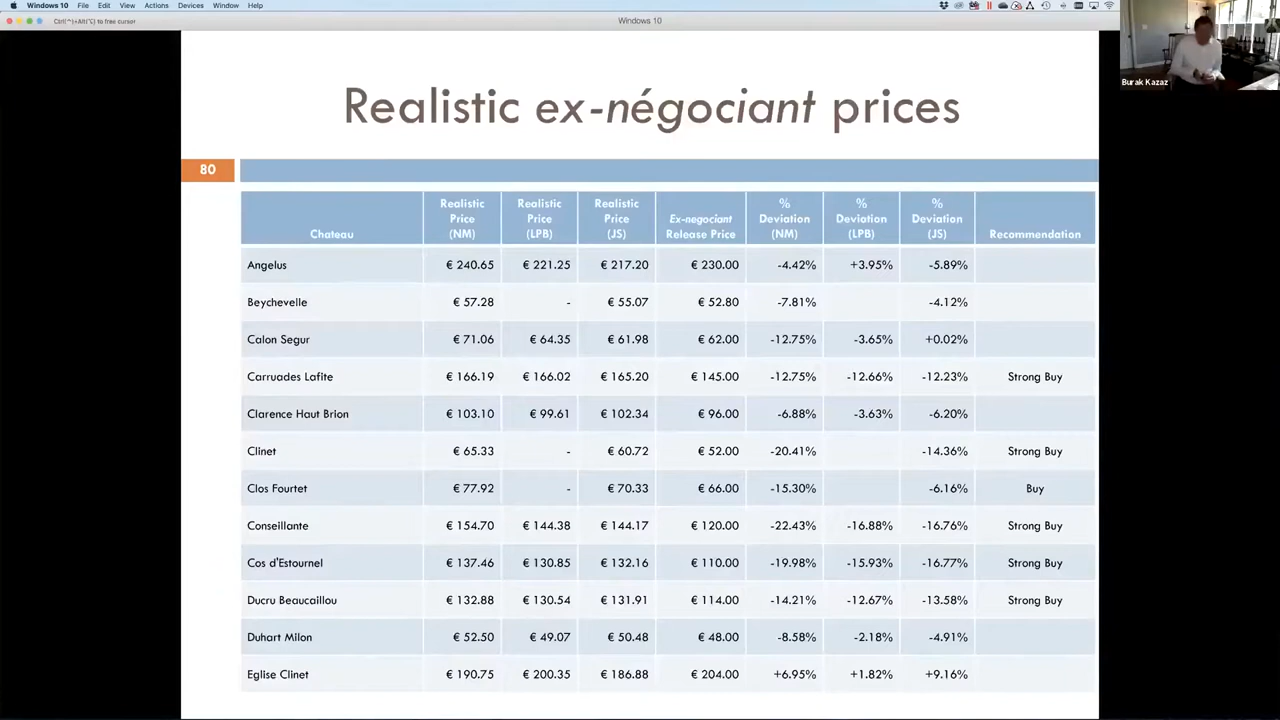 Windows 10 File Edit View Actions Devices Window Help
Ctrl(^)+Alt(⌥) to free cursor
Windows 10
Burak Kazaz
Realistic ex-négociant prices
80
Chateau Realistic Price (NM) Realistic Price (LPB) Realistic Price (JS) Ex-negociant Release Price % Deviation (NM) % Deviation (LPB) % Deviation (JS) Recommendation
Angelus € 240.65 € 221.25 € 217.20 € 230.00 -4.42% +3.95% -5.89%
Beychevelle € 57.28 - € 55.07 € 52.80 -7.81% -4.12%
Calon Segur € 71.06 € 64.35 € 61.98 € 62.00 -12.75% -3.65% +0.02%
Carruades Lafite € 166.19 € 166.02 € 165.20 € 145.00 -12.75% -12.66% -12.23% Strong Buy
Clarence Haut Brion € 103.10 € 99.61 € 102.34 € 96.00 -6.88% -3.63% -6.20%
Clinet € 65.33 - € 60.72 € 52.00 -20.41% -14.36% Strong Buy
Clos Fourtet € 77.92 - € 70.33 € 66.00 -15.30% -6.16% Buy
Conseillante € 154.70 € 144.38 € 144.17 € 120.00 -22.43% -16.88% -16.76% Strong Buy
Cos d'Estournel € 137.46 € 130.85 € 132.16 € 110.00 -19.98% -15.93% -16.77% Strong Buy
Ducru Beaucaillou € 132.88 € 130.54 € 131.91 € 114.00 -14.21% -12.67% -13.58% Strong Buy
Duhart Milon € 52.50 € 49.07 € 50.48 € 48.00 -8.58% -2.18% -4.91%
Eglise Clinet € 190.75 € 200.35 € 186.88 € 204.00 +6.95% +1.82% +9.16%